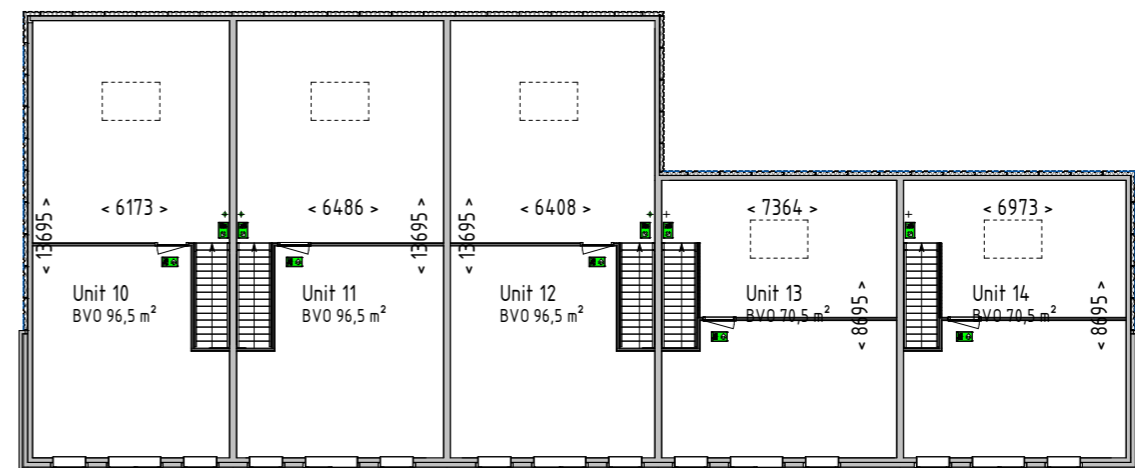 < 6173 >
< 6486 >
< 6408 >
< 7364 >
< 6973 >
< 13695 >
< 13695 >
< 13695 >
< 8695 >
< 8695 >
Unit 10
BVO 96,5 m²
Unit 11
BVO 96,5 m²
Unit 12
BVO 96,5 m²
Unit 13
BVO 70,5 m²
Unit 14
BVO 70,5 m²